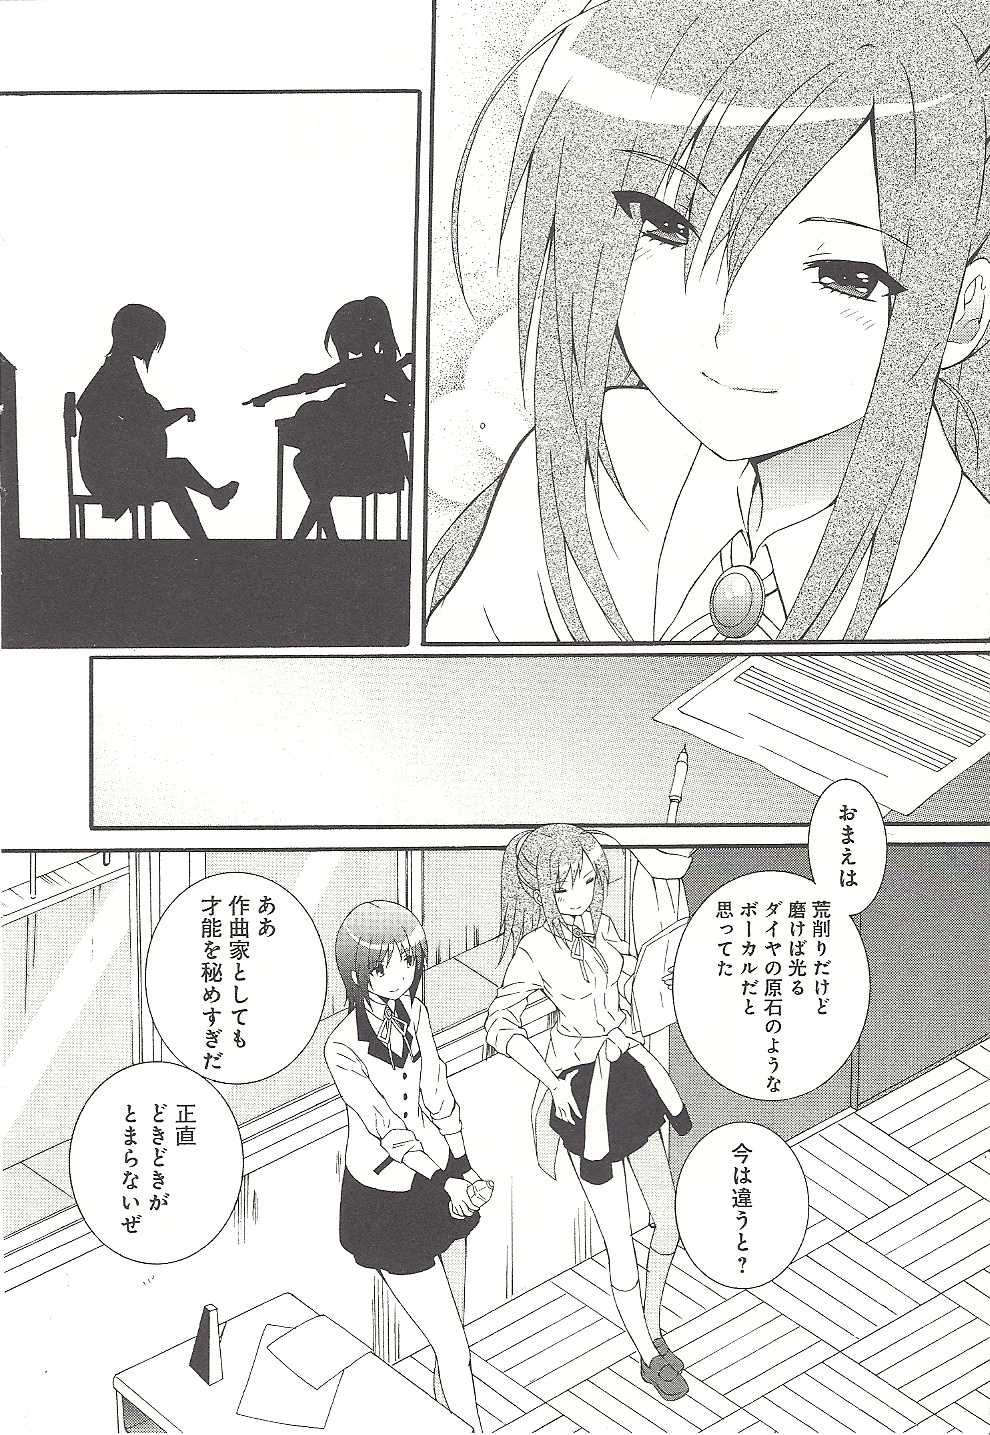 おまえは
荒削りだけど
磨けば光る
ダイヤの原石のような
ボーカルだと
思ってた
今は違うと?
ああ
作曲家としても
才能を秘めすぎだ
正直
どきどきが
とまらないぜ